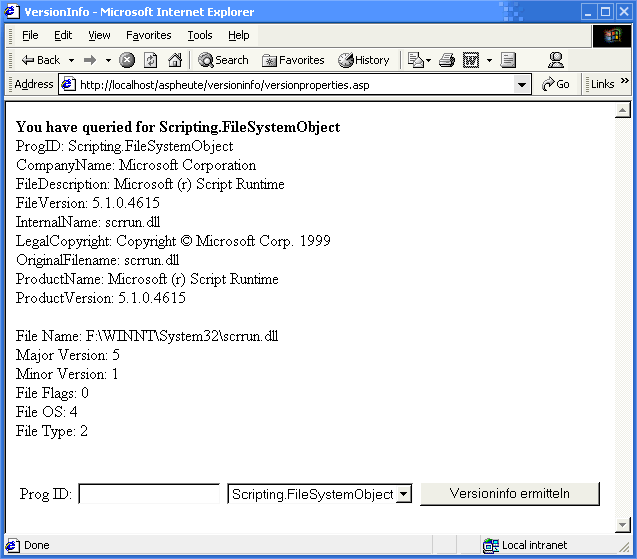 VersionInfo - Microsoft Internet Explorer
File Edit View Favorites Tools Help
Back Search Favorites History
Address http://localhost/aspheute/versioninfo/versionproperties.asp Go Links »
You have queried for Scripting.FileSystemObject
ProgID: Scripting.FileSystemObject
CompanyName: Microsoft Corporation
FileDescription: Microsoft (r) Script Runtime
FileVersion: 5.1.0.4615
InternalName: scrrun.dll
LegalCopyright: Copyright © Microsoft Corp. 1999
OriginalFilename: scrrun.dll
ProductName: Microsoft (r) Script Runtime
ProductVersion: 5.1.0.4615
File Name: F:\WINNT\System32\scrrun.dll
Major Version: 5
Minor Version: 1
File Flags: 0
File OS: 4
File Type: 2
Prog ID: Scripting.FileSystemObject Versioninfo ermitteln
Done Local intranet